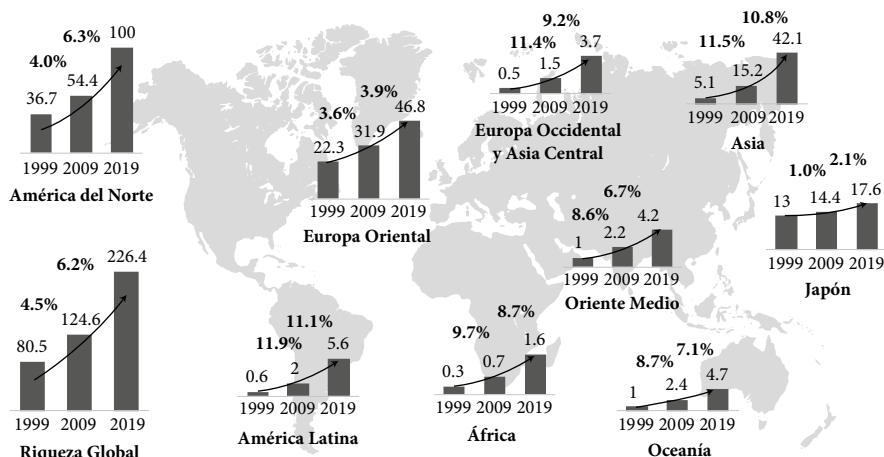 6.3%
100
4.0%
54.4
36.7
1999 2009 2019
América del Norte
3.9%
46.8
3.6%
31.9
22.3
1999 2009 2019
Europa Oriental
9.2%
11.4%
3.7
1.5
0.5
1999 2009 2019
Europa Occidental
y Asia Central
10.8%
11.5%
42.1
15.2
5.1
1999 2009 2019
Asia
6.7%
8.6%
4.2
2.2
1
1999 2009 2019
Oriente Medio
2.1%
1.0%
17.6
14.4
13
1999 2009 2019
Japón
226.4
6.2%
4.5%
124.6
80.5
1999 2009 2019
Riqueza Global
11.1%
11.9%
5.6
2
0.6
1999 2009 2019
América Latina
8.7%
9.7%
1.6
0.7
0.3
1999 2009 2019
África
7.1%
8.7%
4.7
2.4
1
1999 2009 2019
Oceanía